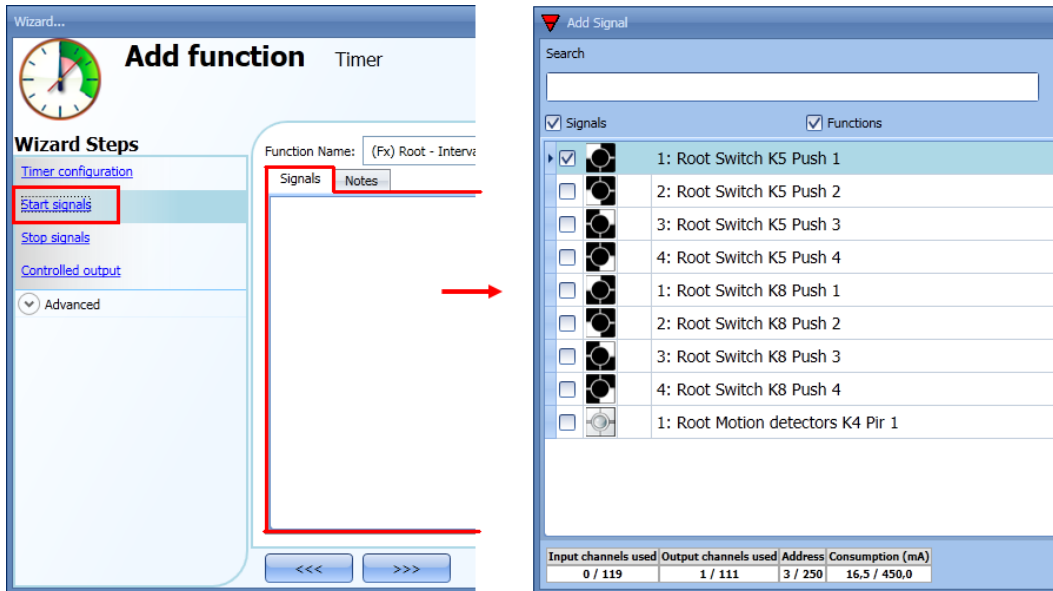 Wizard...
Add function Timer
Wizard Steps
Timer configuration
Start signals
Stop signals
Controlled output
Advanced
Function Name: (Fx) Root - Interva
Signals Notes
<<< >>>
Add Signal
Search
Signals Functions
1: Root Switch K5 Push 1
2: Root Switch K5 Push 2
3: Root Switch K5 Push 3
4: Root Switch K5 Push 4
1: Root Switch K8 Push 1
2: Root Switch K8 Push 2
3: Root Switch K8 Push 3
4: Root Switch K8 Push 4
1: Root Motion detectors K4 Pir 1
Input channels used Output channels used Address Consumption (mA)
0 / 119 1 / 111 3 / 250 16,5 / 450,0